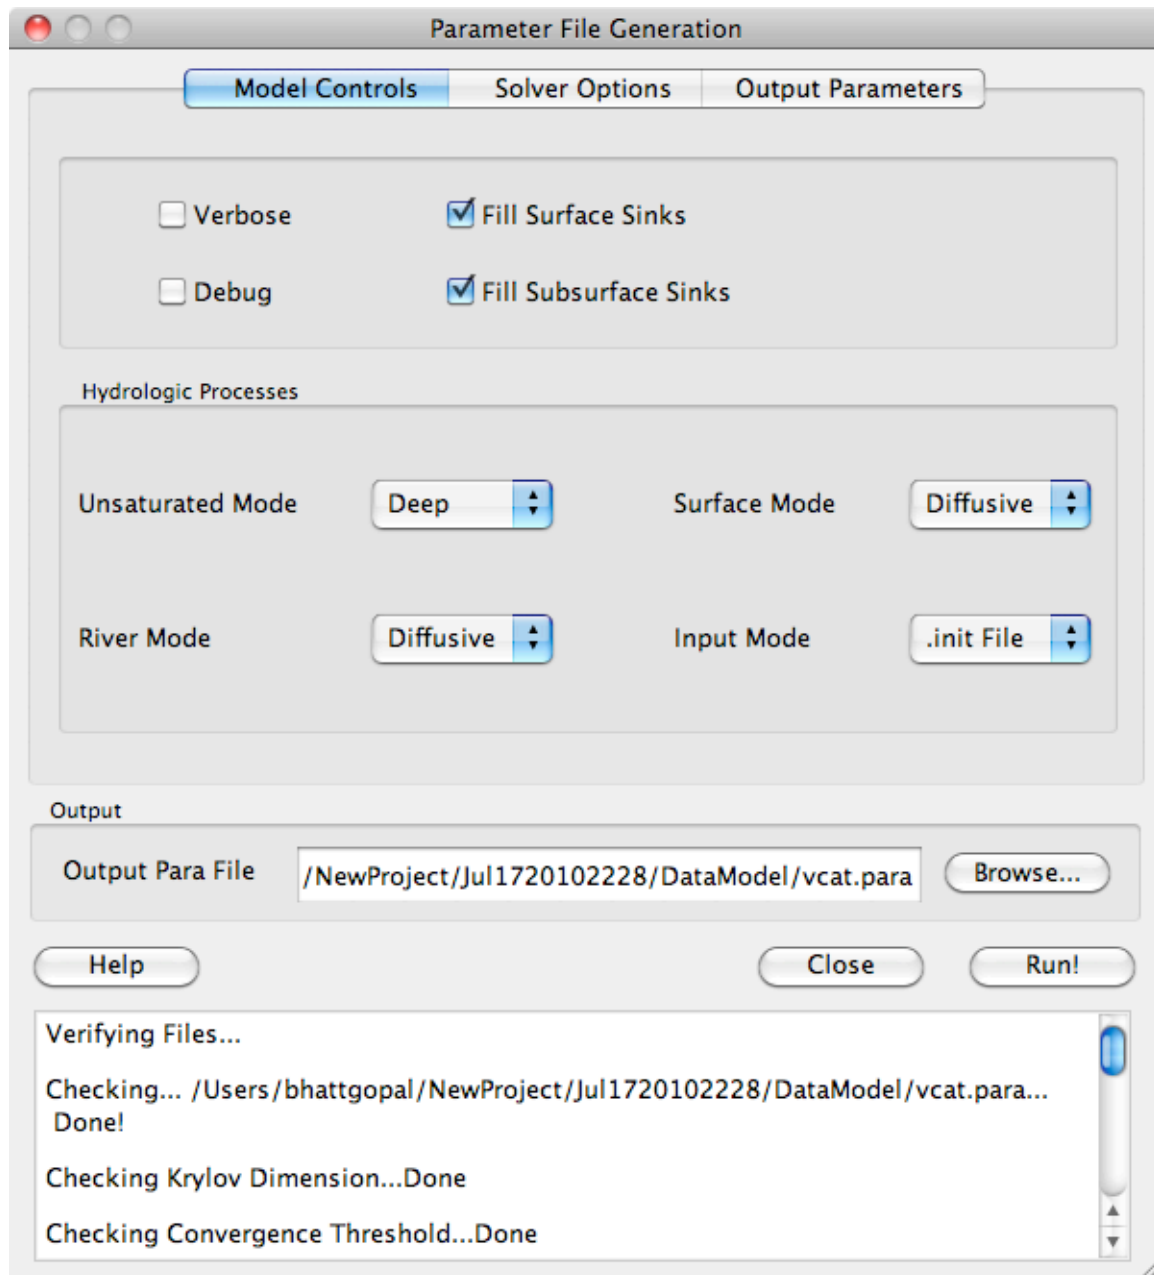 Parameter File Generation
Model Controls Solver Options Output Parameters
Verbose Fill Surface Sinks
Debug Fill Subsurface Sinks
Hydrologic Processes
Unsaturated Mode Deep Surface Mode Diffusive
River Mode Diffusive Input Mode .init File
Output
Output Para File /NewProject/Jul1720102228/DataModel/vcat.para Browse...
Help Close Run!
Verifying Files...
Checking... /Users/bhattgopal/NewProject/Jul1720102228/DataModel/vcat.para...
Done!
Checking Krylov Dimension...Done
Checking Convergence Threshold...Done